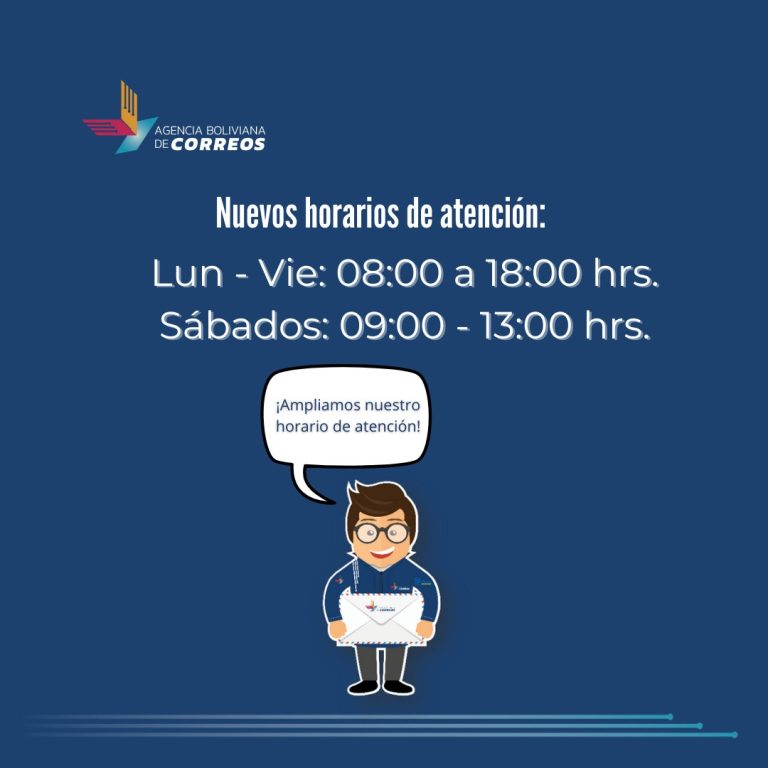 AGENCIA BOLIVIANA
DE CORREOS
Nuevos horarios de atención:
Lun - Vie: 08:00 a 18:00 hrs.
Sábados: 09:00 - 13:00 hrs.
¡Ampliamos nuestro
horario de atención!
CORREOS